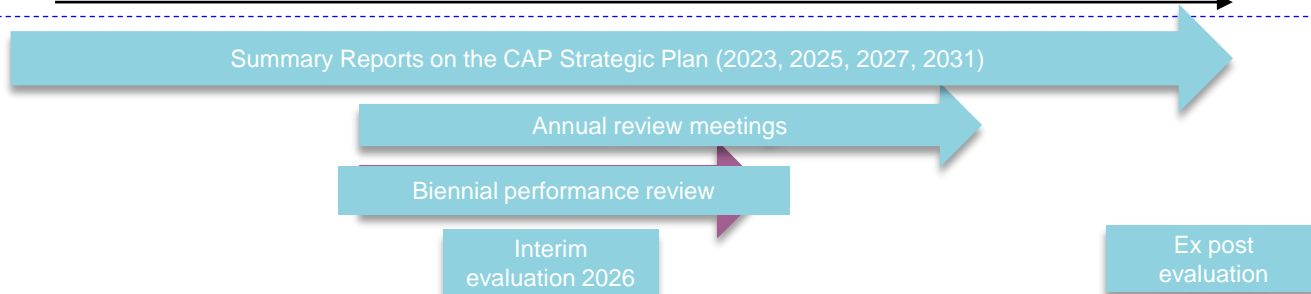 Summary Reports on the CAP Strategic Plan (2023, 2025, 2027, 2031)
Annual review meetings
Biennial performance review
Interim
evaluation 2026
Ex post
evaluation